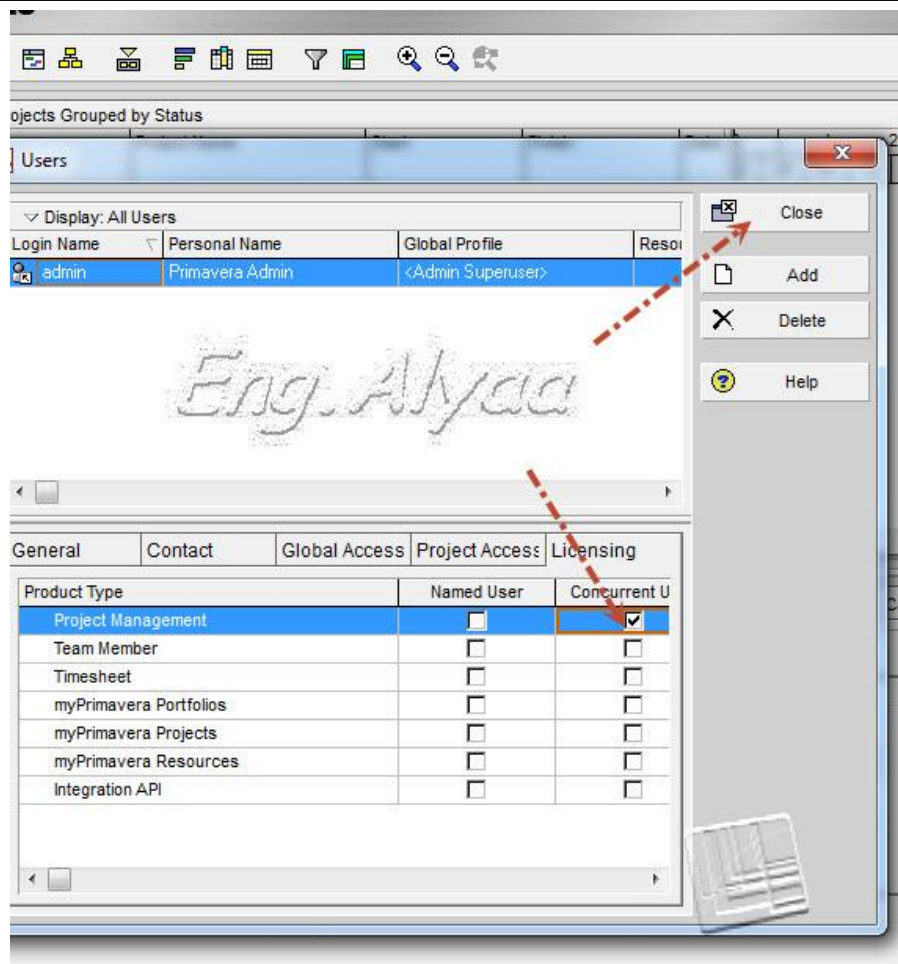 ojects Grouped by Status
Users
Display: All Users
Login Name Personal Name Global Profile Resou
admin Primavera Admin <Admin Superuser>
Close
Add
Delete
Help
Eng. Alyaa
General Contact Global Access Project Access Licensing
Product Type Named User Concurrent U
Project Management
Team Member
Timesheet
myPrimavera Portfolios
myPrimavera Projects
myPrimavera Resources
Integration API